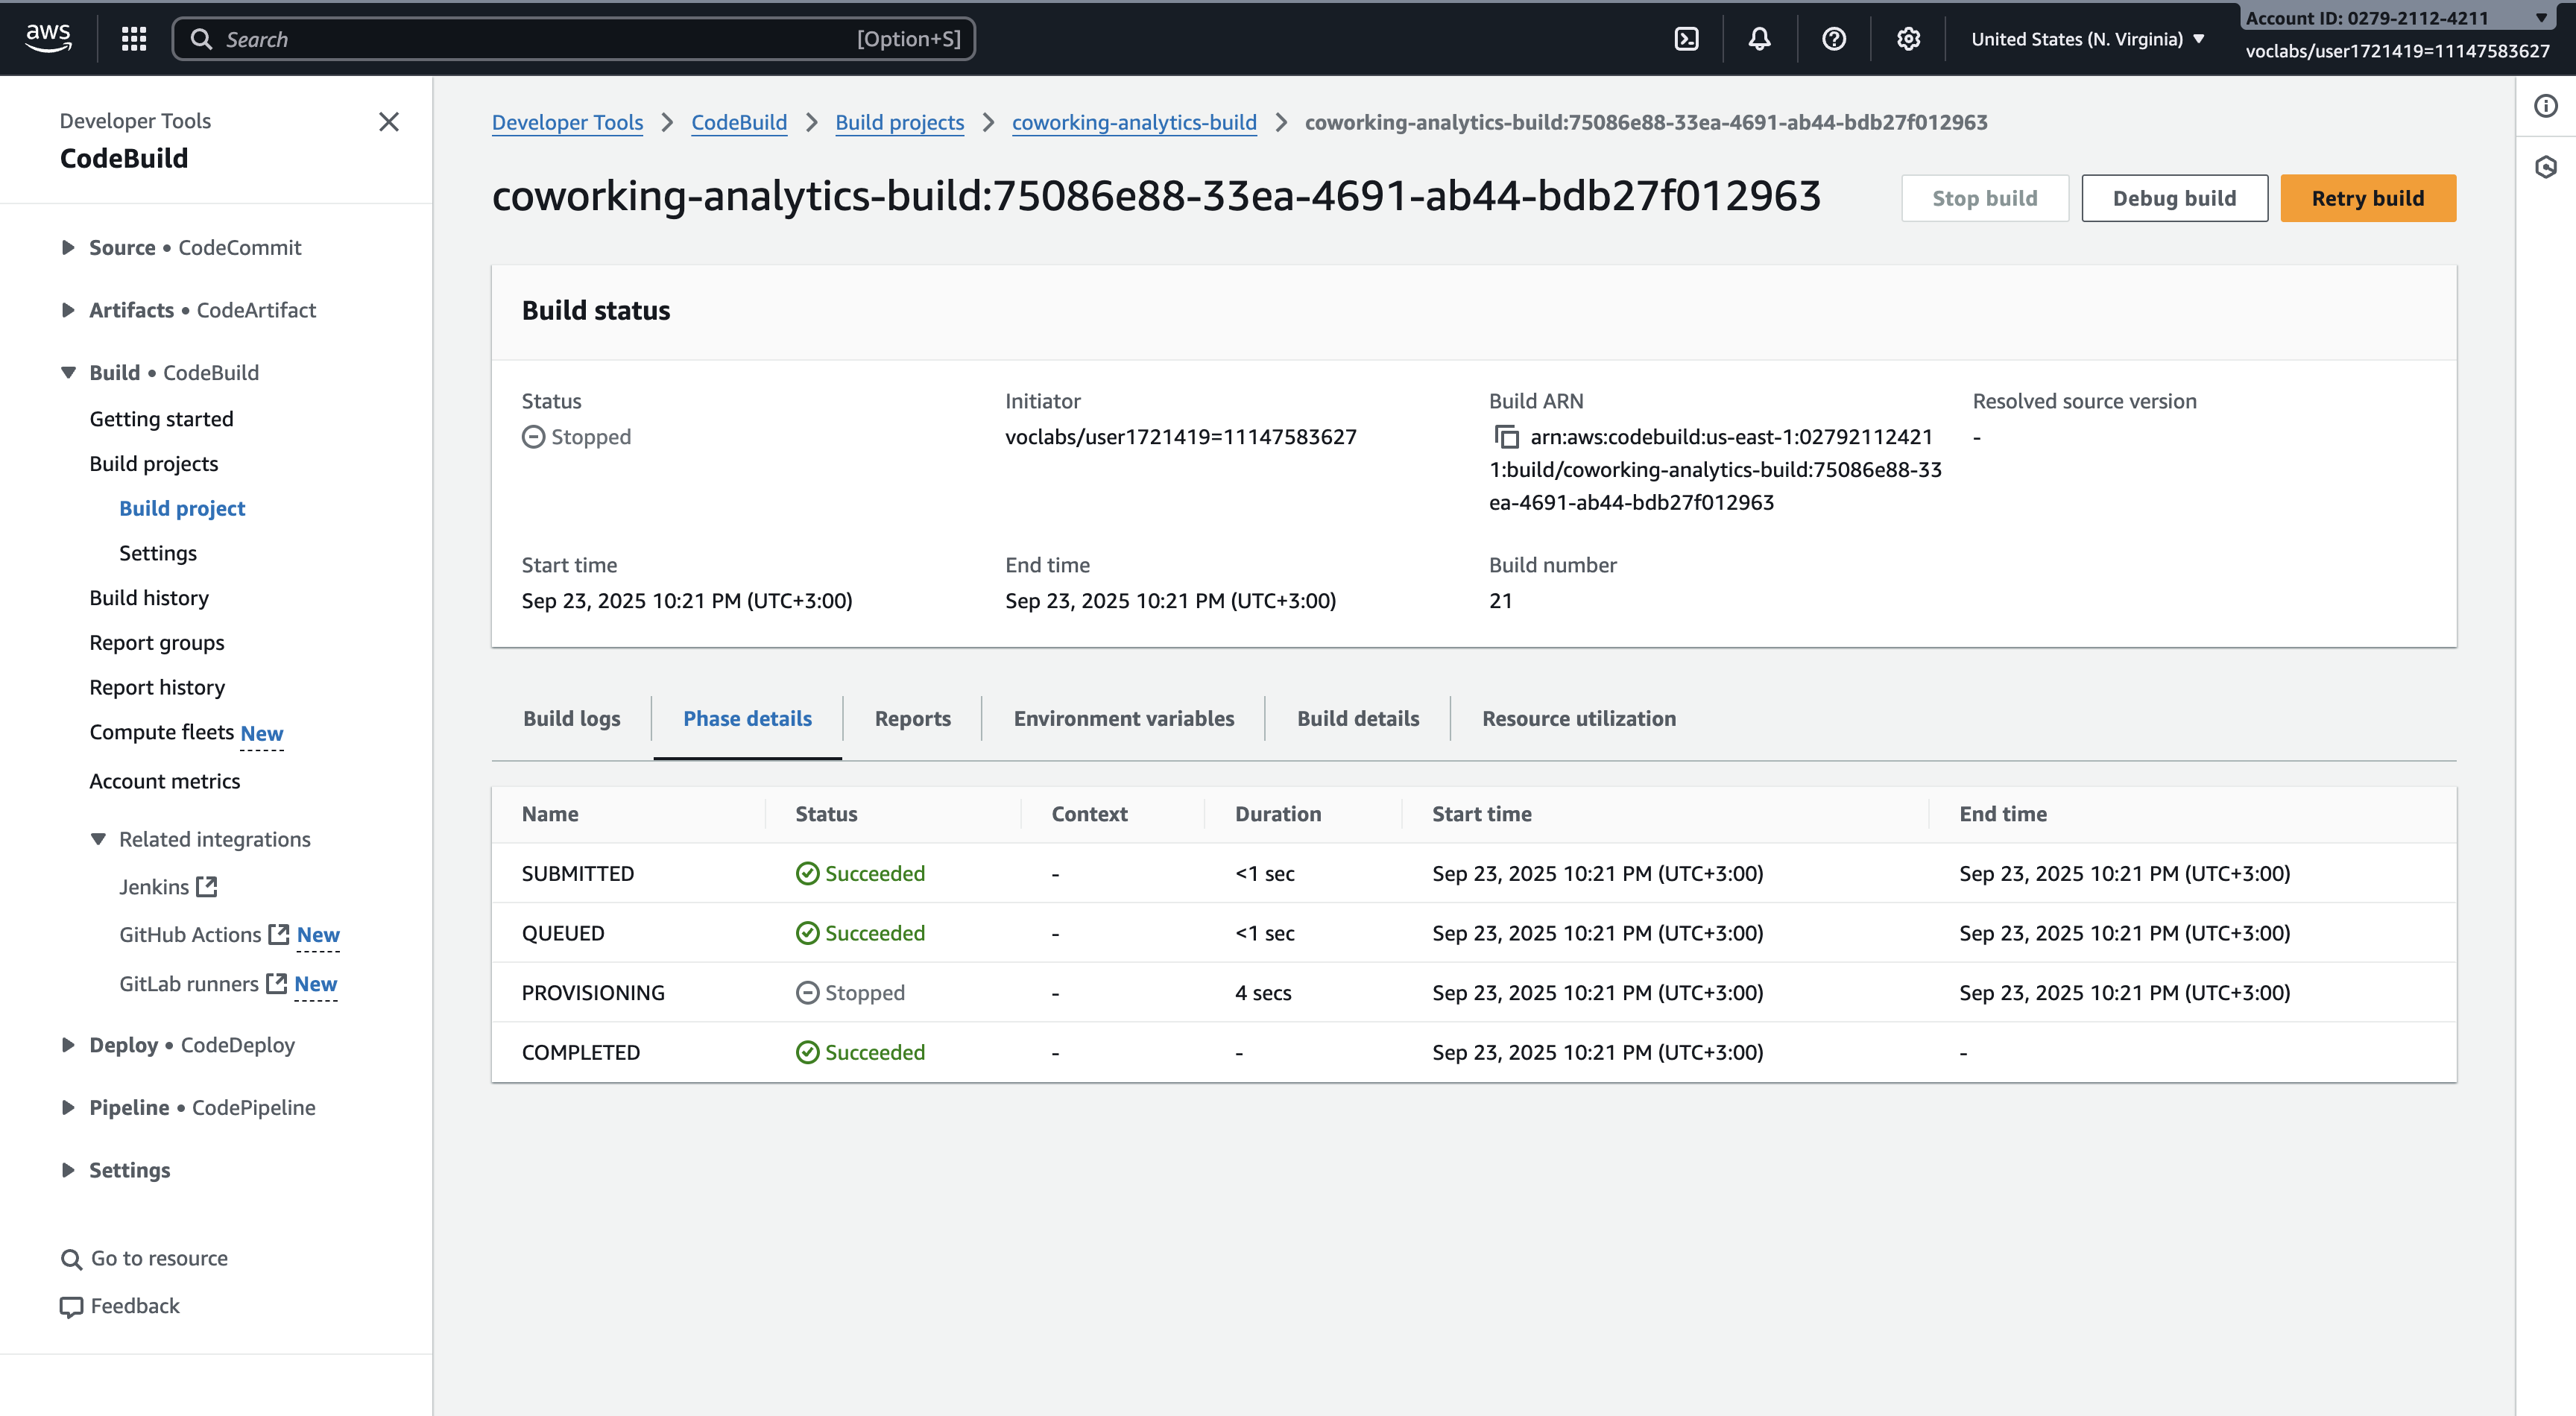 aws
Search [Option+S]
United States (N. Virginia)
Account ID: 0279-2112-4211
voclabs/user1721419=11147583627
Developer Tools
CodeBuild
Source • CodeCommit
Artifacts • CodeArtifact
Build • CodeBuild
Getting started
Build projects
Build project
Settings
Build history
Report groups
Report history
Compute fleets New
Account metrics
Related integrations
Jenkins
GitHub Actions New
GitLab runners New
Deploy • CodeDeploy
Pipeline • CodePipeline
Settings
Go to resource
Feedback
Developer Tools > CodeBuild > Build projects > coworking-analytics-build > coworking-analytics-build:75086e88-33ea-4691-ab44-bdb27f012963
coworking-analytics-build:75086e88-33ea-4691-ab44-bdb27f012963
Stop build Debug build Retry build
Build status
Status
Stopped
Initiator
voclabs/user1721419=11147583627
Build ARN
arn:aws:codebuild:us-east-1:02792112421
1:build/coworking-analytics-build:75086e88-33
ea-4691-ab44-bdb27f012963
Resolved source version
-
Start time
Sep 23, 2025 10:21 PM (UTC+3:00)
End time
Sep 23, 2025 10:21 PM (UTC+3:00)
Build number
21
Build logs Phase details Reports Environment variables Build details Resource utilization
Name Status Context Duration Start time End time
SUBMITTED Succeeded - <1 sec Sep 23, 2025 10:21 PM (UTC+3:00) Sep 23, 2025 10:21 PM (UTC+3:00)
QUEUED Succeeded - <1 sec Sep 23, 2025 10:21 PM (UTC+3:00) Sep 23, 2025 10:21 PM (UTC+3:00)
PROVISIONING Stopped - 4 secs Sep 23, 2025 10:21 PM (UTC+3:00) Sep 23, 2025 10:21 PM (UTC+3:00)
COMPLETED Succeeded - - Sep 23, 2025 10:21 PM (UTC+3:00) -